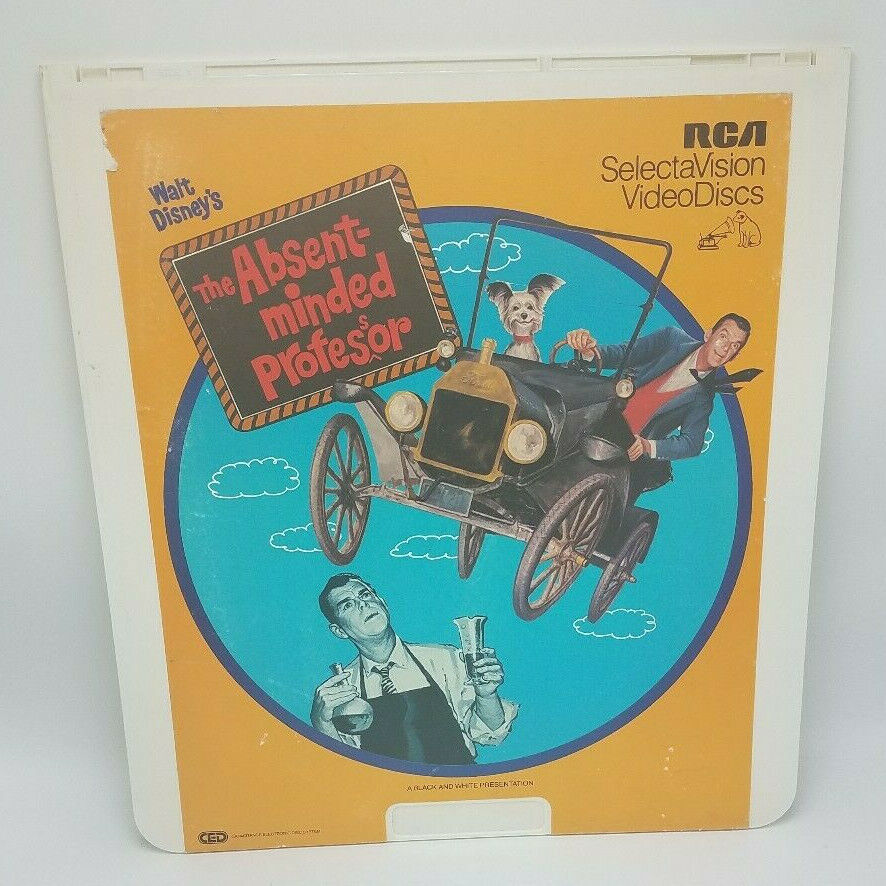 RCA
SelectaVision
VideoDiscs
Walt
Disney's
The Absent-
minded
Profesor
s
A BLACK AND WHITE PRESENTATION
CED